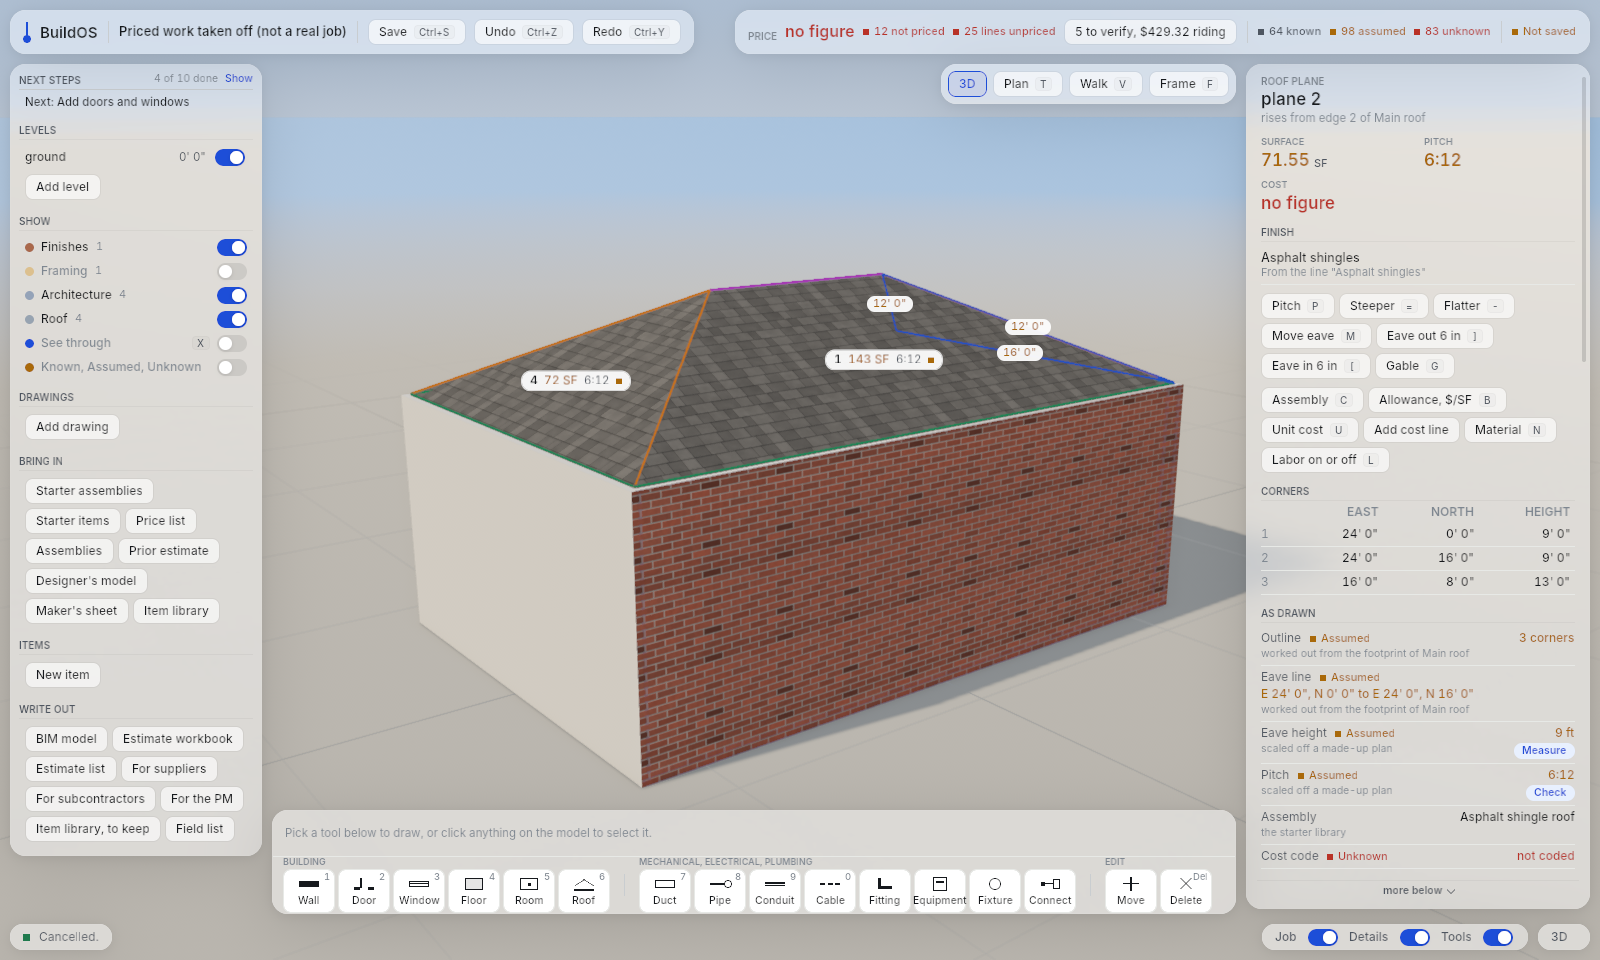 BuildOS
Priced work taken off (not a real job)
Save Ctrl+S
Undo Ctrl+Z
Redo Ctrl+Y
PRICE no figure
12 not priced
25 lines unpriced
5 to verify, $429.32 riding
64 known
98 assumed
83 unknown
Not saved
NEXT STEPS 4 of 10 done Show
Next: Add doors and windows
LEVELS
ground 0' 0"
Add level
SHOW
Finishes 1
Framing 1
Architecture 4
Roof 4
See through X
Known, Assumed, Unknown
DRAWINGS
Add drawing
BRING IN
Starter assemblies
Starter items Price list
Assemblies Prior estimate
Designer's model
Maker's sheet Item library
ITEMS
New item
WRITE OUT
BIM model Estimate workbook
Estimate list For suppliers
For subcontractors For the PM
Item library, to keep Field list
Cancelled.
3D
Plan T
Walk V
Frame F
12' 0"
12' 0"
16' 0"
1 143 SF 6:12
4 72 SF 6:12
Pick a tool below to draw, or click anything on the model to select it.
BUILDING
Wall 1
Door 2
Window 3
Floor 4
Room 5
Roof 6
MECHANICAL, ELECTRICAL, PLUMBING
Duct 7
Pipe 8
Conduit 9
Cable 0
Fitting
Equipment
Fixture
Connect
EDIT
Move
Delete Del
ROOF PLANE
plane 2
rises from edge 2 of Main roof
SURFACE PITCH
71.55 SF 6:12
COST
no figure
FINISH
Asphalt shingles
From the line "Asphalt shingles"
Pitch P Steeper = Flatter -
Move eave M Eave out 6 in ]
Eave in 6 in [ Gable G
Assembly C Allowance, $/SF B
Unit cost U Add cost line Material N
Labor on or off L
CORNERS
EAST NORTH HEIGHT
1 24' 0" 0' 0" 9' 0"
2 24' 0" 16' 0" 9' 0"
3 16' 0" 8' 0" 13' 0"
AS DRAWN
Outline Assumed 3 corners
worked out from the footprint of Main roof
Eave line Assumed
E 24' 0", N 0' 0" to E 24' 0", N 16' 0"
worked out from the footprint of Main roof
Eave height Assumed 9 ft
scaled off a made-up plan Measure
Pitch Assumed 6:12
scaled off a made-up plan Check
Assembly Asphalt shingle roof
the starter library
Cost code Unknown not coded
more below
Job Details Tools 3D